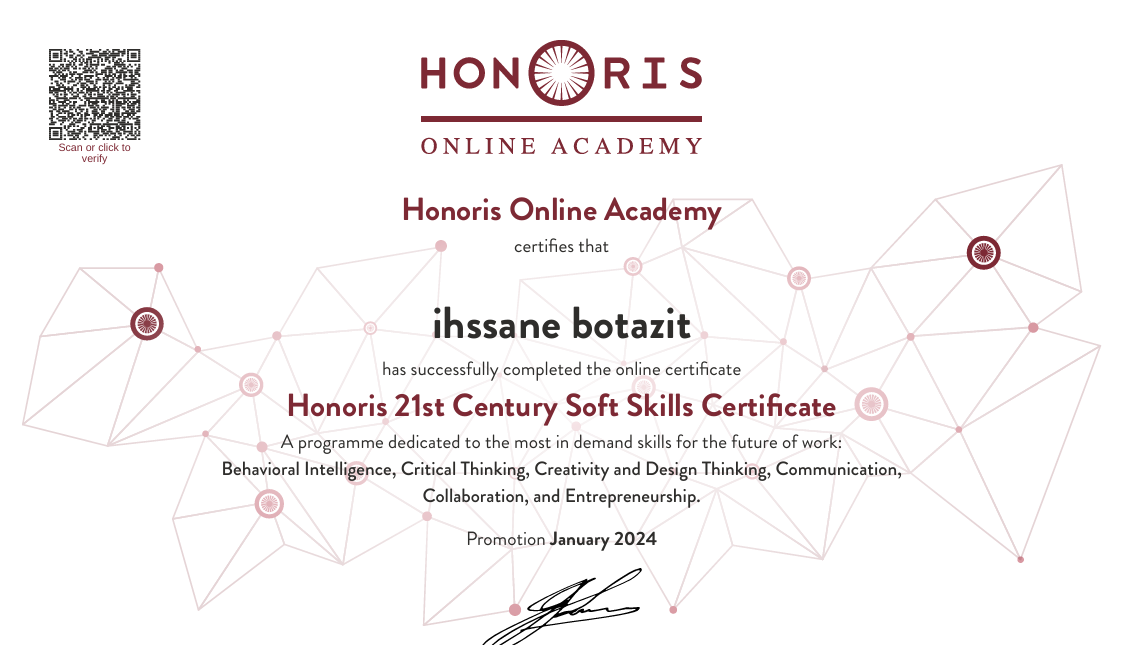 Scan or click to
verify
HONORIS
ONLINE ACADEMY
Honoris Online Academy
certifies that
ihssane botazit
has successfully completed the online certificate
Honoris 21st Century Soft Skills Certificate
A programme dedicated to the most in demand skills for the future of work:
Behavioral Intelligence, Critical Thinking, Creativity and Design Thinking, Communication,
Collaboration, and Entrepreneurship.
Promotion January 2024